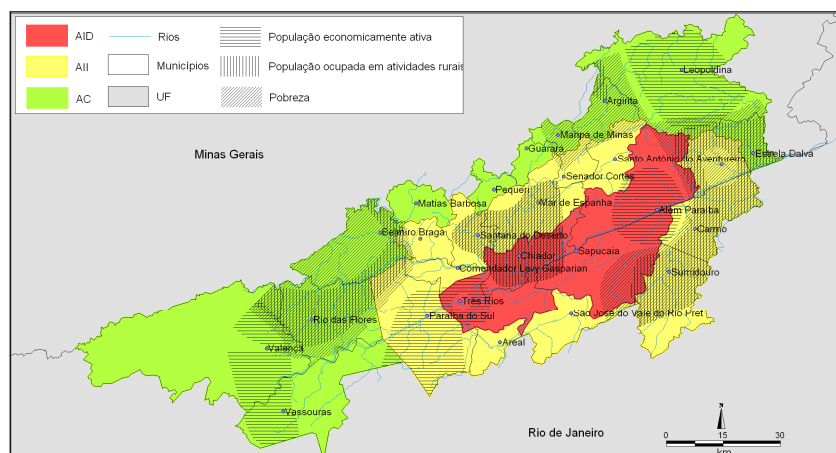 AID Rios População economicamente ativa
AII Municípios População ocupada em atividades rurais
AC UF Pobreza
Leopoldina
Argirita
Minas Gerais
Maripa de Minas
Guarara
Estrela Dalva
Santo Antônio do Aventureiro
Senador Cortes
Pequeri
Matias Barbosa
Mar de Espanha
Além Paraíba
Belmiro Braga
Santana do Deserto
Carmo
Chiador
Sapucaia
Comendador Levy Gasparian
Sumidouro
Três Rios
Rio das Flores
Paraíba do Sul
São José do Vale do Rio Pret
Areal
Valença
Vassouras
Rio de Janeiro
N
0 15 30
km